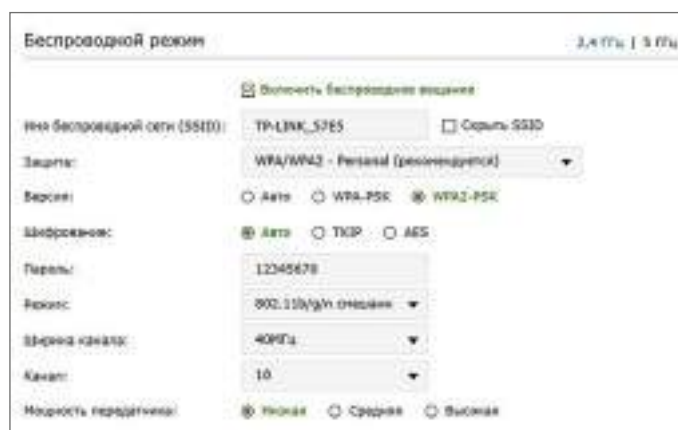 Беспроводной режим 2,4 ГГц | 5 ГГц
Включить беспроводное вещание
Имя беспроводной сети (SSID): TP-LINK_57E5 Скрыть SSID
Защита: WPA/WPA2 - Personal (рекомендуется)
Версия: Авто WPA-PSK WPA2-PSK
Шифрование: Авто TKIP AES
Пароль: 12345670
Режим: 802.11b/g/n смешанн
Ширина канала: 40МГц
Канал: 10
Мощность передатчика: Низкая Средняя Высокая